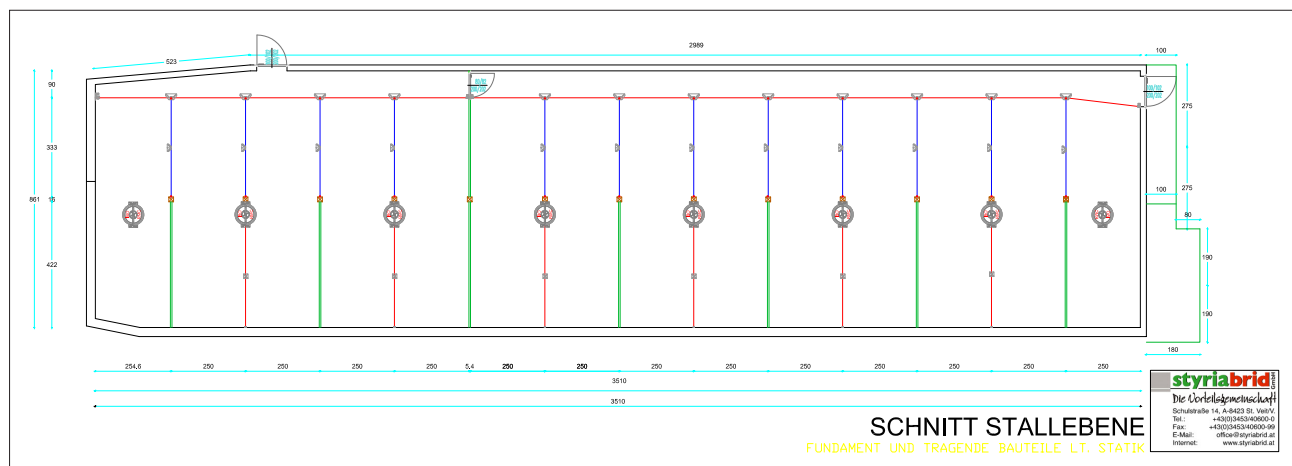 2989
100
523
90
275
333
275
100
861
16
80
422
190
190
254,6 250 250 250 250 5,4 250 250 250 250 250 250 250 250 250
180
3510
3510
SCHNITT STALLEBENE
FUNDAMENT UND TRAGENDE BAUTEILE LT. STATIK
styriabrid GmbH
Die Vorteilsgemeinschaft
Schulstraße 14, A-8423 St. Veit/V.
Tel.: +43(0)3453/40600-0
Fax: +43(0)3453/40600-99
E-Mail: office@styriabrid.at
Internet: www.styriabrid.at